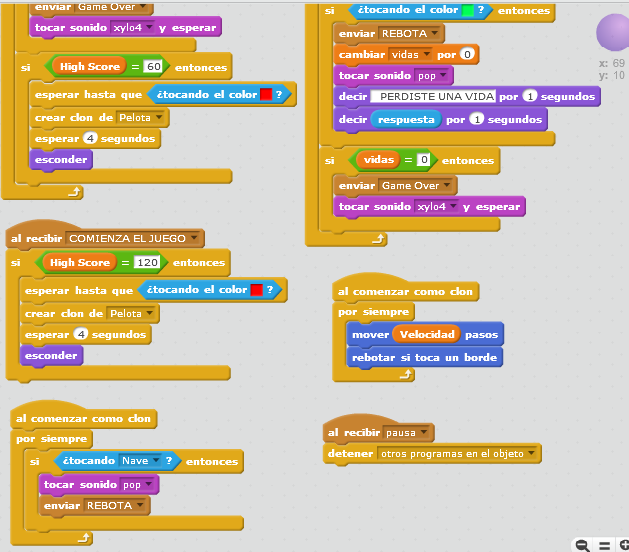 enviar Game Over
tocar sonido xylo4 y esperar
si High Score = 60 entonces
esperar hasta que ¿tocando el color ?
crear clon de Pelota
esperar 4 segundos
esconder
al recibir COMIENZA EL JUEGO
si High Score = 120 entonces
esperar hasta que ¿tocando el color ?
crear clon de Pelota
esperar 4 segundos
esconder
al comenzar como clon
por siempre
si ¿tocando Nave ? entonces
tocar sonido pop
enviar REBOTA
si ¿tocando el color ? entonces
enviar REBOTA
cambiar vidas por 0
tocar sonido pop
decir PERDISTE UNA VIDA por 1 segundos
decir respuesta por 1 segundos
si vidas = 0 entonces
enviar Game Over
tocar sonido xylo4 y esperar
al comenzar como clon
por siempre
mover Velocidad pasos
rebotar si toca un borde
al recibir pausa
detener otros programas en el objeto
x: 69
y: 10